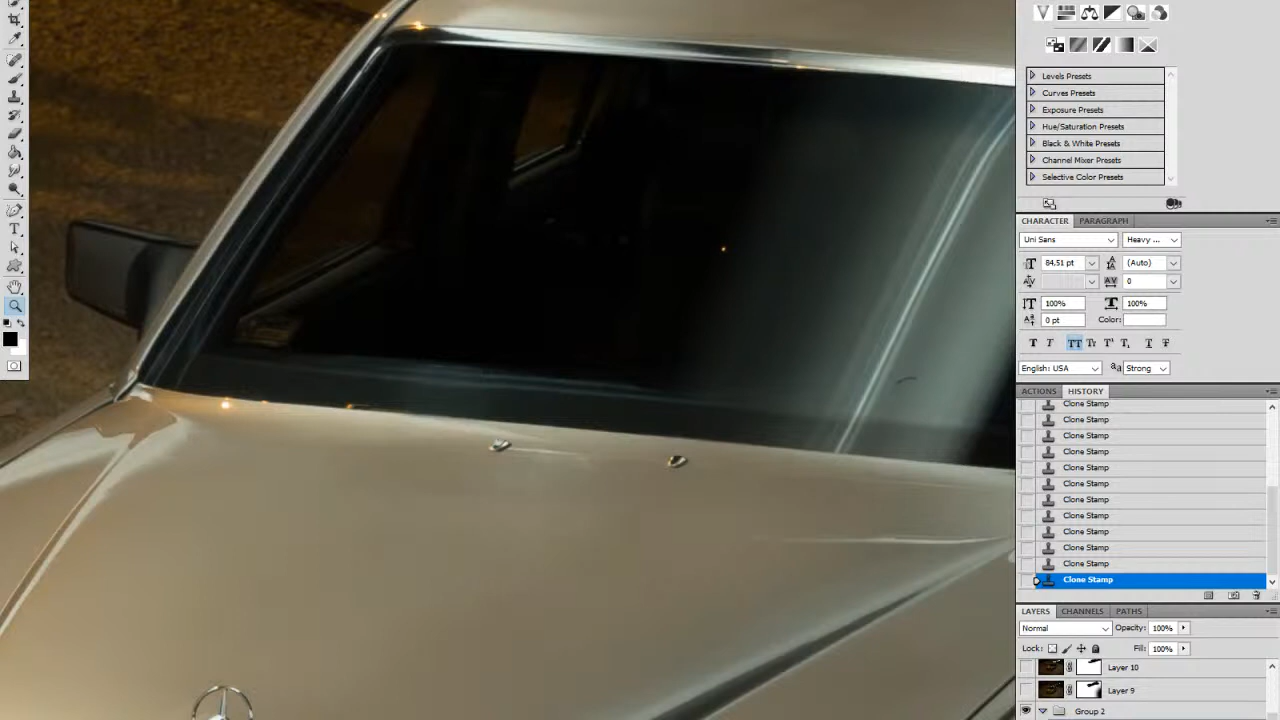 Levels Presets
Curves Presets
Exposure Presets
Hue/Saturation Presets
Black & White Presets
Channel Mixer Presets
Selective Color Presets
CHARACTER PARAGRAPH
Uni Sans Heavy ...
84.51 pt (Auto)
0
100% 100%
0 pt Color:
English: USA Strong
ACTIONS HISTORY
Clone Stamp
Clone Stamp
Clone Stamp
Clone Stamp
Clone Stamp
Clone Stamp
Clone Stamp
Clone Stamp
Clone Stamp
Clone Stamp
Clone Stamp
Clone Stamp
LAYERS CHANNELS PATHS
Normal Opacity: 100%
Lock: Fill: 100%
Layer 10
Layer 9
Group 2